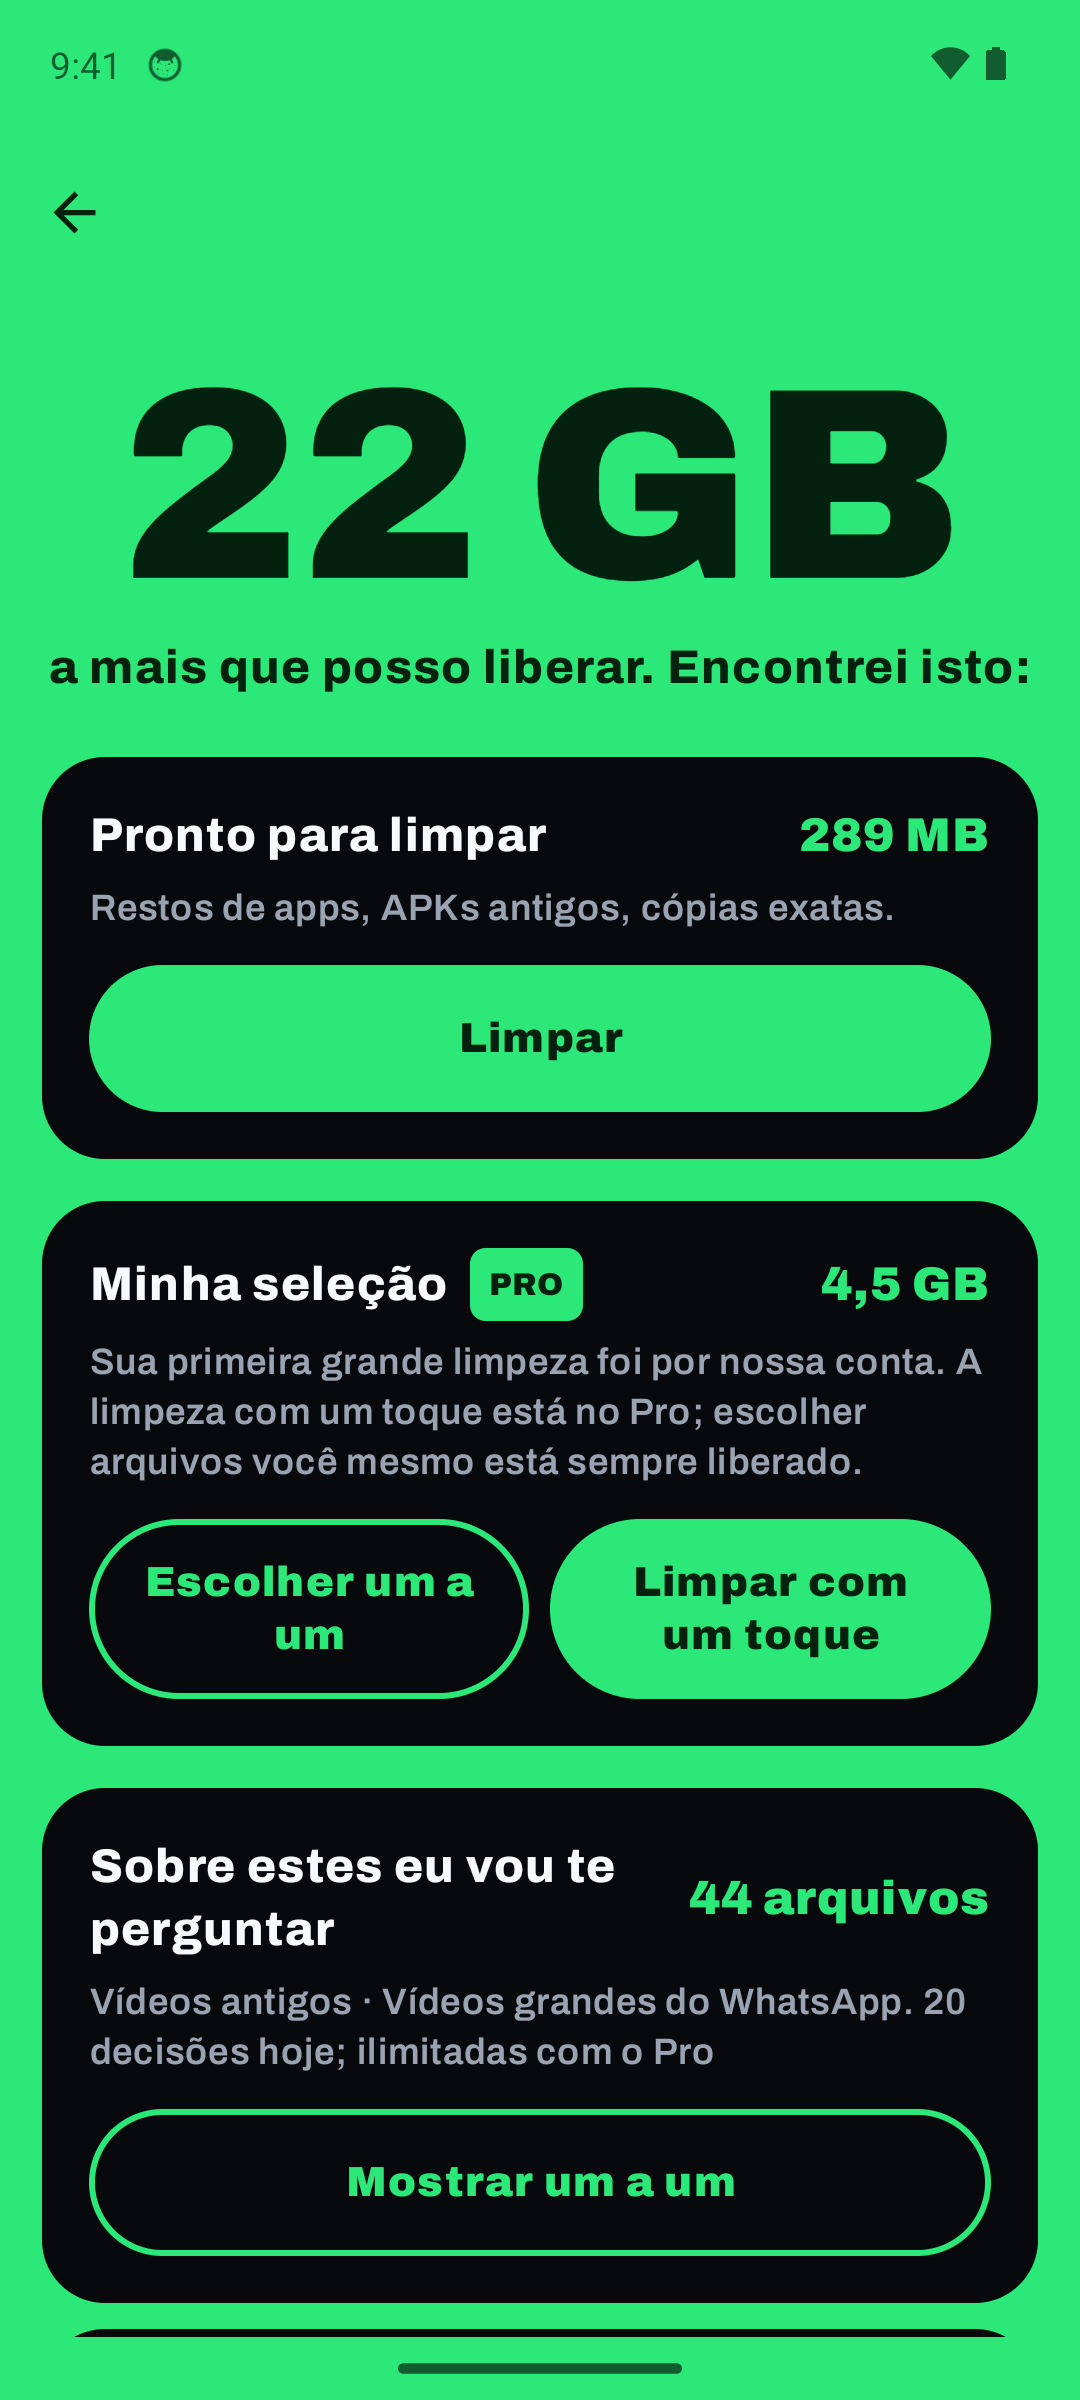 9:41
22 GB
a mais que posso liberar. Encontrei isto:
Pronto para limpar 289 MB
Restos de apps, APKs antigos, cópias exatas.
Limpar
Minha seleção PRO 4,5 GB
Sua primeira grande limpeza foi por nossa conta. A
limpeza com um toque está no Pro; escolher
arquivos você mesmo está sempre liberado.
Escolher um a
um
Limpar com
um toque
Sobre estes eu vou te
perguntar
44 arquivos
Vídeos antigos · Vídeos grandes do WhatsApp. 20
decisões hoje; ilimitadas com o Pro
Mostrar um a um